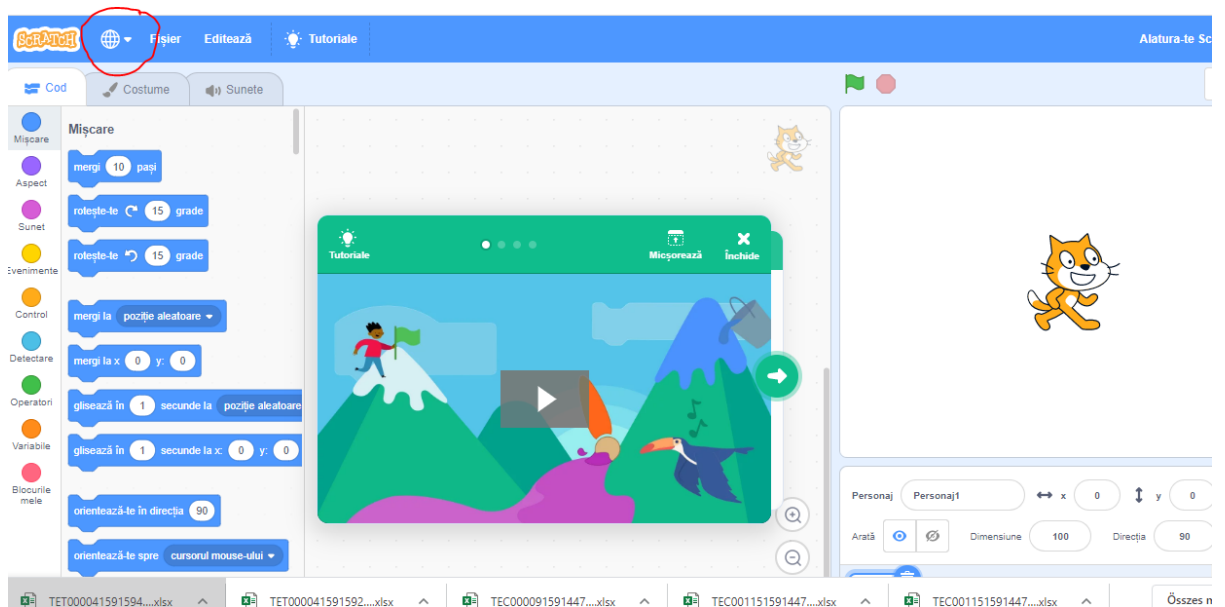 SCRATCH Fișier Editează Tutoriale Alatura-te Sc
Cod Costume Sunete
Mișcare
Aspect
Sunet
Evenimente
Control
Detectare
Operatori
Variabile
Blocurile
mele
Mișcare
mergi 10 pași
rotește-te 15 grade
rotește-te 15 grade
mergi la poziție aleatoare
mergi la x 0 y: 0
glisează în 1 secunde la poziție aleatoare
glisează în 1 secunde la x: 0 y: 0
orientează-te în direcția 90
orientează-te spre cursorul mouse-ului
Tutoriale Micșorează Închide
Personaj Personaj1 x 0 y 0
Arată Dimensiune 100 Direcția 90
TET000041591594....xlsx TET000041591592....xlsx TEC000091591447....xlsx TEC001151591447....xlsx TEC001151591447....xlsx Összes m